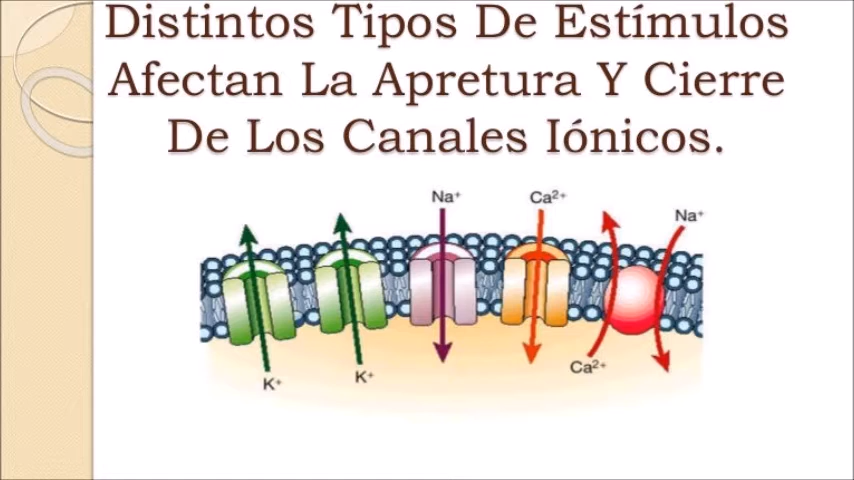 Distintos Tipos De Estímulos
Afectan La Apretura Y Cierre
De Los Canales Iónicos.
Na⁺
Ca²⁺
Na⁺
K⁺
K⁺
Ca²⁺